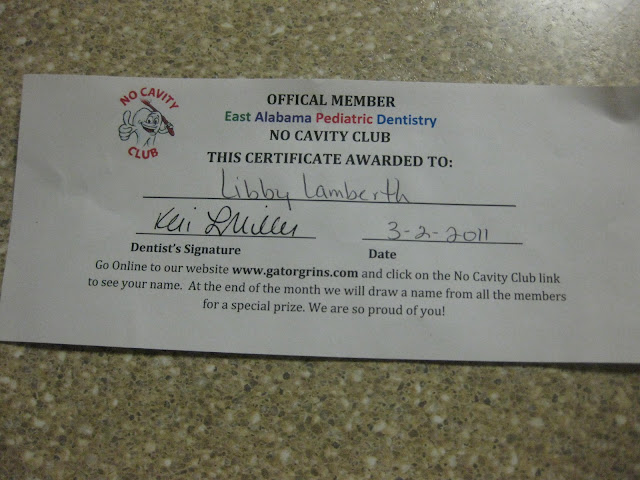 NO CAVITY
CLUB
OFFICAL MEMBER
East Alabama Pediatric Dentistry
NO CAVITY CLUB
THIS CERTIFICATE AWARDED TO:
Libby Lamberth
Keri L Miller 3-2-2011
Dentist's Signature Date
Go Online to our website www.gatorgrins.com and click on the No Cavity Club link
to see your name. At the end of the month we will draw a name from all the members
for a special prize. We are so proud of you!